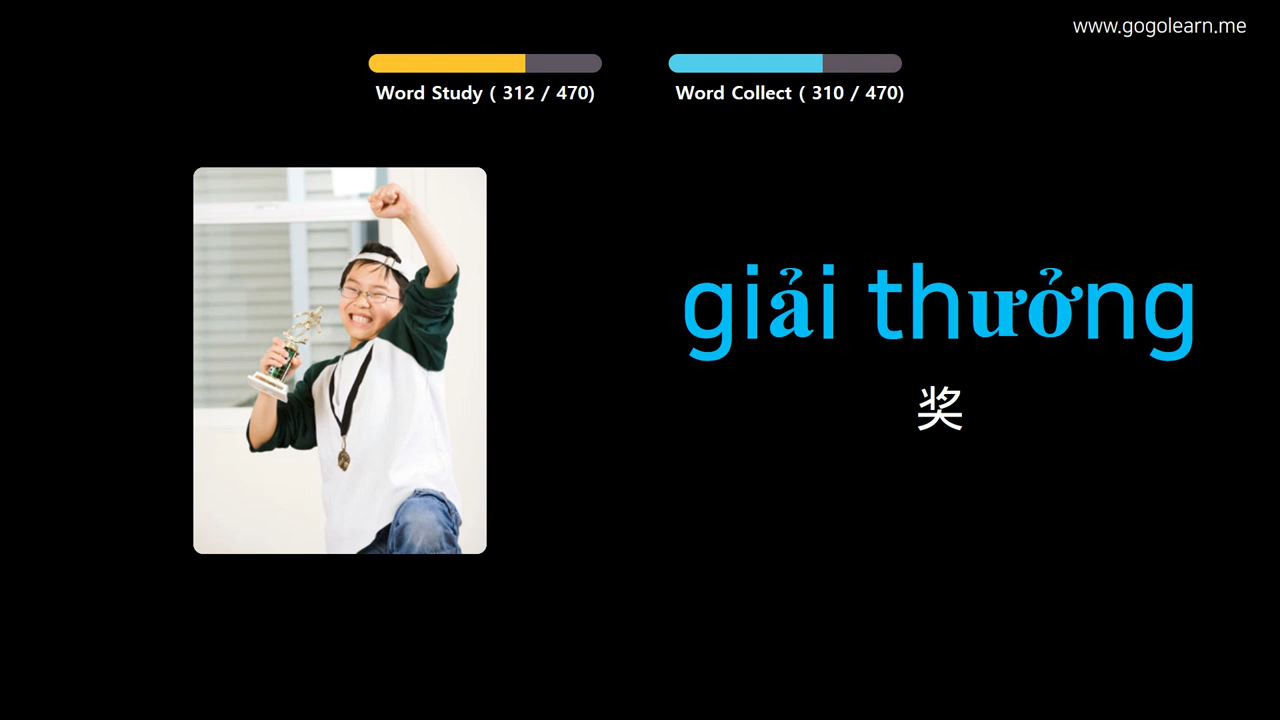 www.gogolearn.me
Word Study ( 312 / 470)
Word Collect ( 310 / 470)
giải thưởng
奖